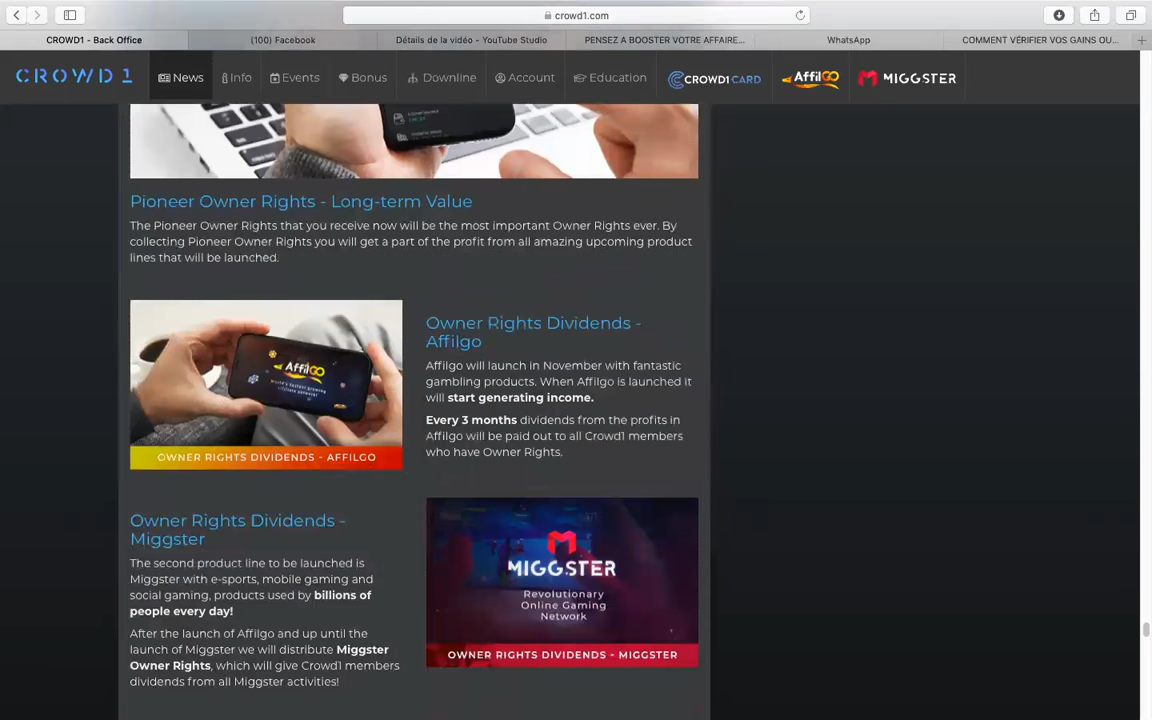 crowd1.com
CROWD1 - Back Office
(100) Facebook
Détails de la vidéo - YouTube Studio
PENSEZ A BOOSTER VOTRE AFFAIRE...
WhatsApp
COMMENT VÉRIFIER VOS GAINS OU...
CROWD1
News
Info
Events
Bonus
Downline
Account
Education
CROWD1CARD
AffilGO
MIGGSTER
Pioneer Owner Rights - Long-term Value
The Pioneer Owner Rights that you receive now will be the most important Owner Rights ever. By
collecting Pioneer Owner Rights you will get a part of the profit from all amazing upcoming product
lines that will be launched.
AffilGO
OWNER RIGHTS DIVIDENDS - AFFILGO
Owner Rights Dividends -
Affilgo
Affilgo will launch in November with fantastic
gambling products. When Affilgo is launched it
will start generating income.
Every 3 months dividends from the profits in
Affilgo will be paid out to all Crowd1 members
who have Owner Rights.
Owner Rights Dividends -
Miggster
The second product line to be launched is
Miggster with e-sports, mobile gaming and
social gaming, products used by billions of
people every day!
After the launch of Affilgo and up until the
launch of Miggster we will distribute Miggster
Owner Rights, which will give Crowd1 members
dividends from all Miggster activities!
MIGGSTER
Revolutionary
Online Gaming
Network
OWNER RIGHTS DIVIDENDS - MIGGSTER